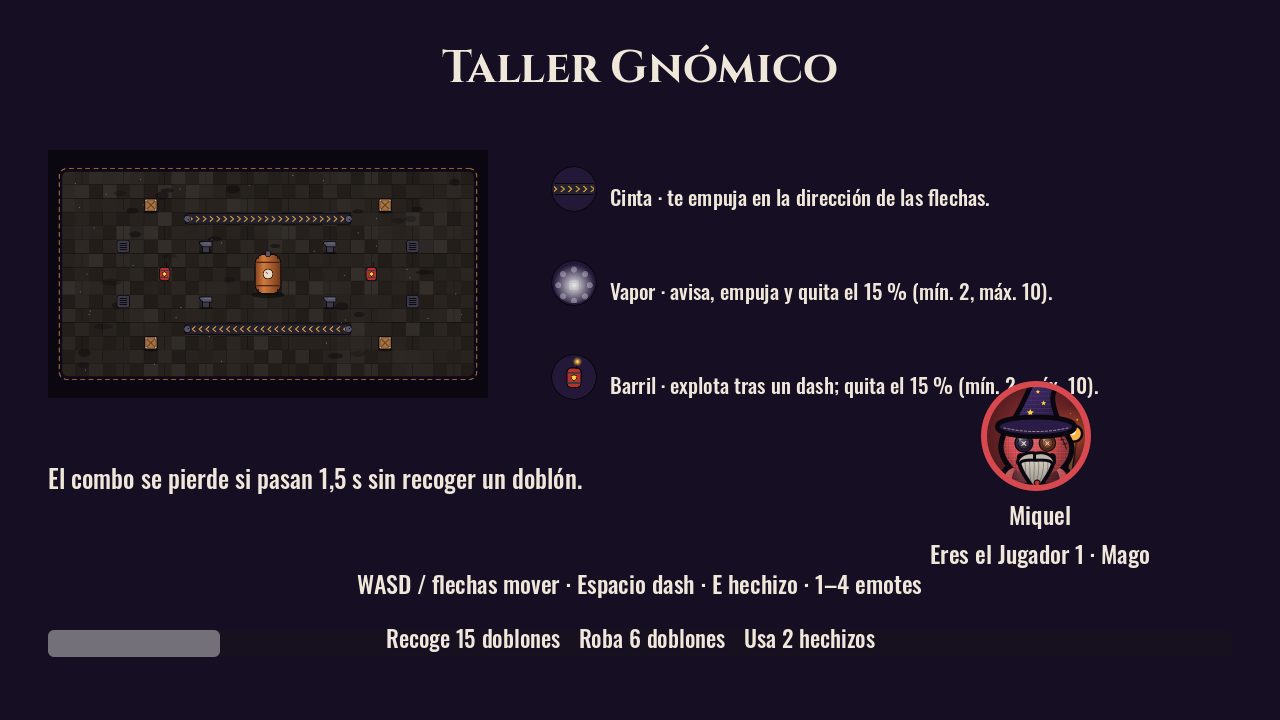 Taller Gnómico
Cinta · te empuja en la dirección de las flechas.
Vapor · avisa, empuja y quita el 15 % (mín. 2, máx. 10).
Barril · explota tras un dash; quita el 15 % (mín. 10).
El combo se pierde si pasan 1,5 s sin recoger un doblón.
Miquel
Eres el Jugador 1 · Mago
WASD / flechas mover · Espacio dash · E hechizo · 1–4 emotes
Recoge 15 doblones Roba 6 doblones Usa 2 hechizos